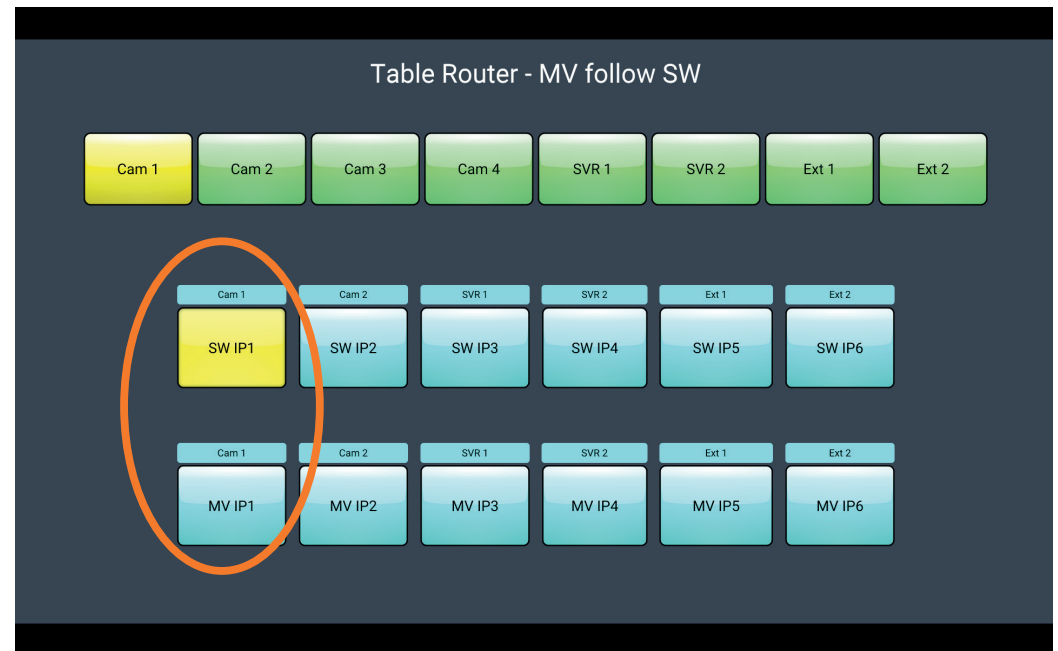 Table Router - MV follow SW
Cam 1 Cam 2 Cam 3 Cam 4 SVR 1 SVR 2 Ext 1 Ext 2
Cam 1 Cam 2 SVR 1 SVR 2 Ext 1 Ext 2
SW IP1 SW IP2 SW IP3 SW IP4 SW IP5 SW IP6
Cam 1 Cam 2 SVR 1 SVR 2 Ext 1 Ext 2
MV IP1 MV IP2 MV IP3 MV IP4 MV IP5 MV IP6